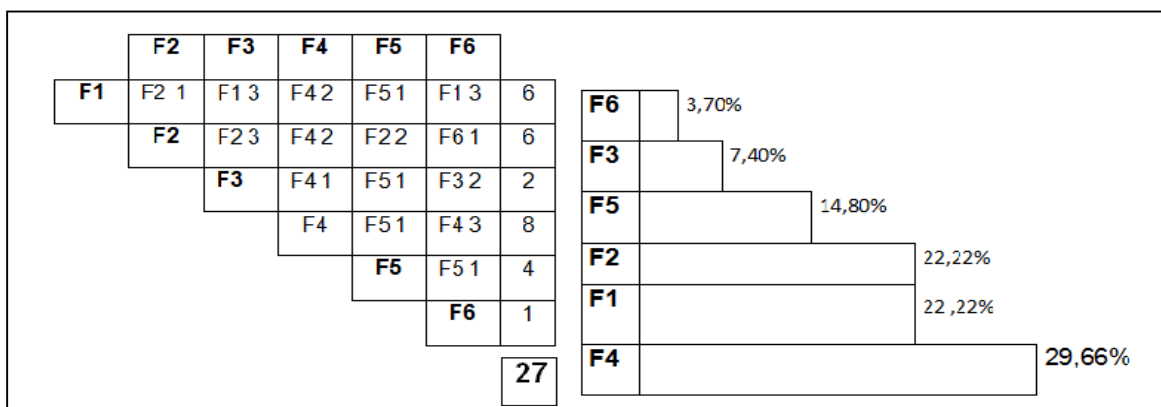 F2 F3 F4 F5 F6
F1 F2 1 F1 3 F4 2 F5 1 F1 3 6
F2 F2 3 F4 2 F2 2 F6 1 6
F3 F4 1 F5 1 F3 2 2
F4 F5 1 F4 3 8
F5 F5 1 4
F6 1
27
F6 3,70%
F3 7,40%
F5 14,80%
F2 22,22%
F1 22 ,22%
F4 29,66%